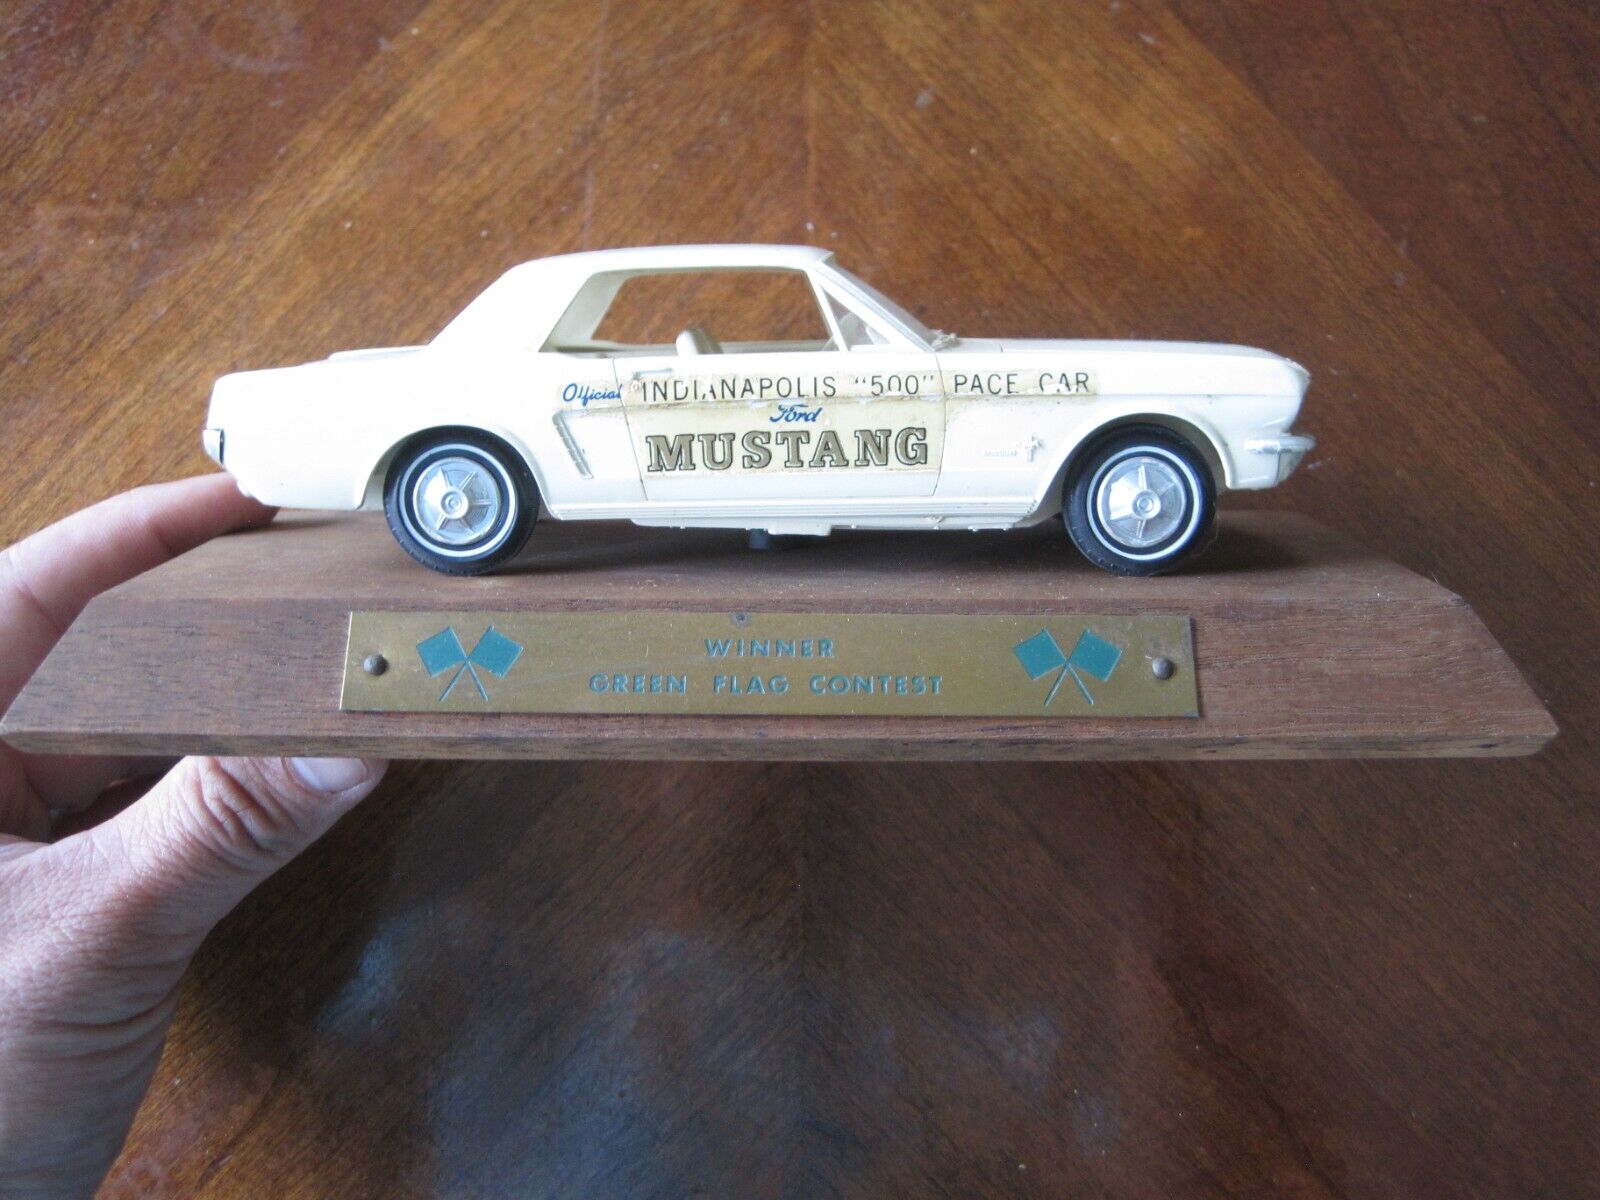 Official INDIANAPOLIS "500" PACE CAR
Ford
MUSTANG
WINNER
GREEN FLAG CONTEST